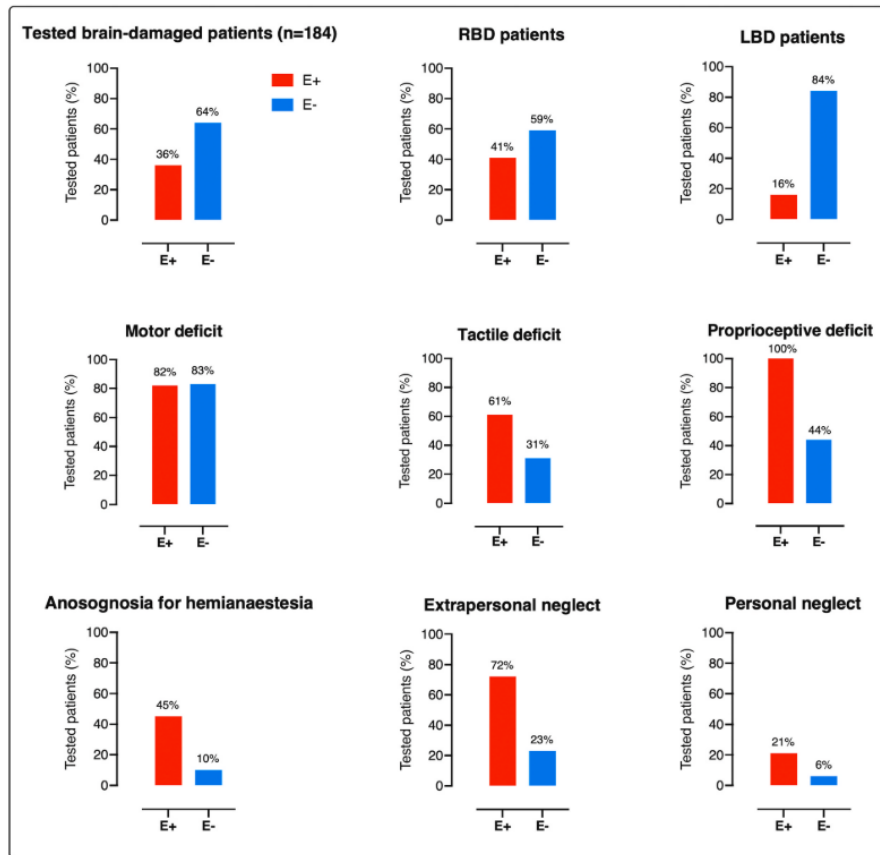 Tested brain-damaged patients (n=184)
Tested patients (%)
100
80
60
40
20
0
36%
64%
E+
E-
E+
E-
RBD patients
Tested patients (%)
100
80
60
40
20
0
41%
59%
E+
E-
LBD patients
Tested patients (%)
100
80
60
40
20
0
16%
84%
E+
E-
Motor deficit
Tested patients (%)
100
80
60
40
20
0
82%
83%
E+
E-
Tactile deficit
Tested patients (%)
100
80
60
40
20
0
61%
31%
E+
E-
Proprioceptive deficit
Tested patients (%)
100
80
60
40
20
0
100%
44%
E+
E-
Anosognosia for hemianaestesia
Tested patients (%)
100
80
60
40
20
0
45%
10%
E+
E-
Extrapersonal neglect
Tested patients (%)
100
80
60
40
20
0
72%
23%
E+
E-
Personal neglect
Tested patients (%)
100
80
60
40
20
0
21%
6%
E+
E-